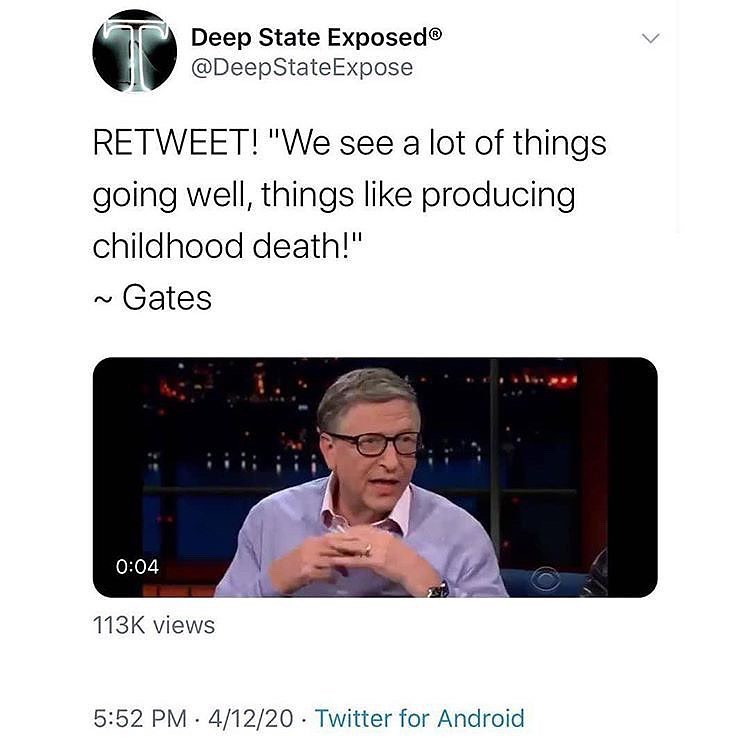 Deep State Exposed®
@DeepStateExpose
RETWEET! "We see a lot of things
going well, things like producing
childhood death!"
~ Gates
0:04
113K views
5:52 PM · 4/12/20 · Twitter for Android